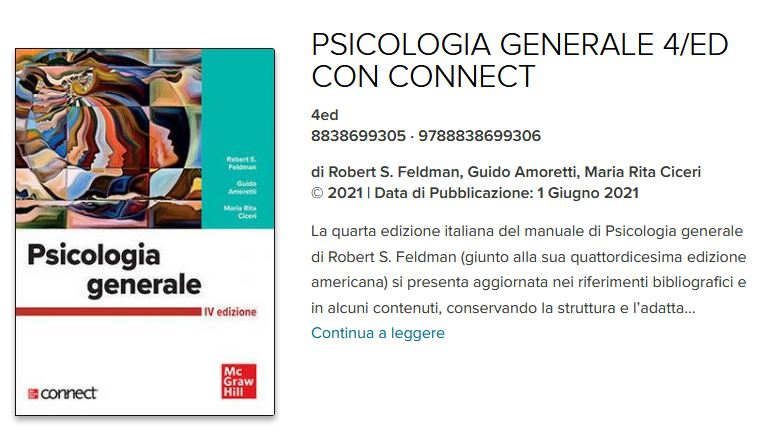 Robert S.
Feldman
Guido
Amoretti
Maria Rita
Ciceri
Psicologia
generale
IV edizione
Mc
Graw
Hill
connect
PSICOLOGIA GENERALE 4/ED
CON CONNECT
4ed
8838699305 · 9788838699306
di Robert S. Feldman, Guido Amoretti, Maria Rita Ciceri
© 2021 | Data di Pubblicazione: 1 Giugno 2021
La quarta edizione italiana del manuale di Psicologia generale
di Robert S. Feldman (giunto alla sua quattordicesima edizione
americana) si presenta aggiornata nei riferimenti bibliografici e
in alcuni contenuti, conservando la struttura e l’adatta...
Continua a leggere